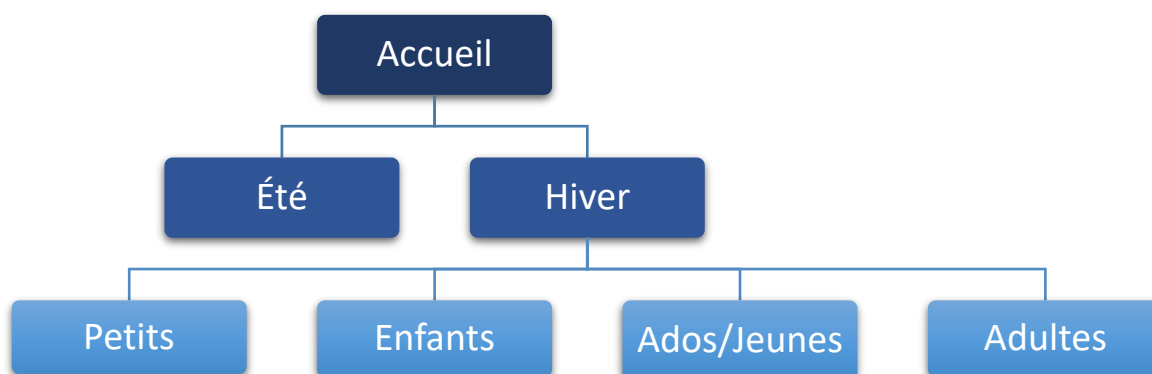 Accueil
Été
Hiver
Petits
Enfants
Ados/Jeunes
Adultes